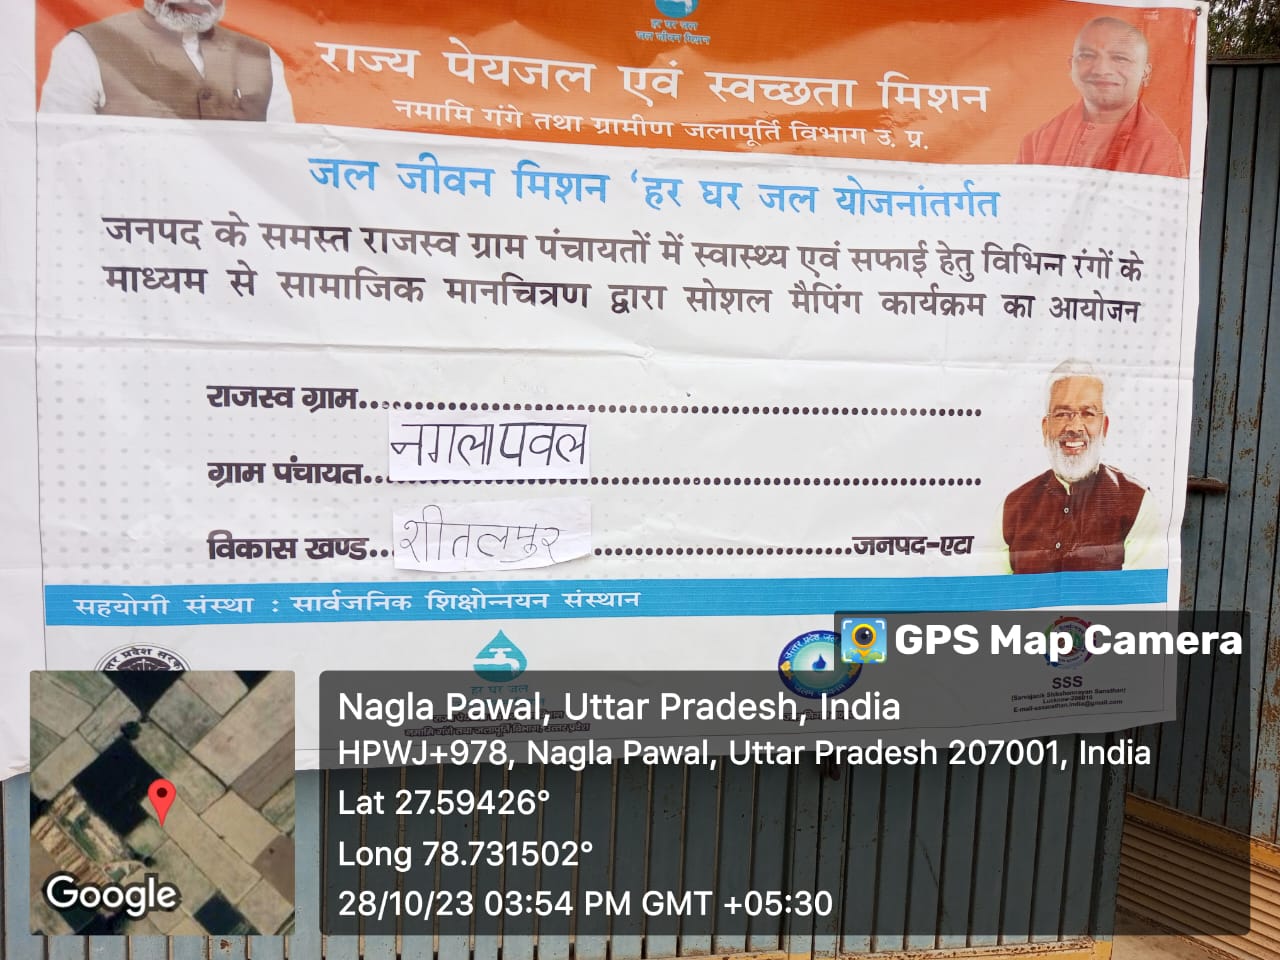 हर घर जल
जल जीवन मिशन
राज्य पेयजल एवं स्वच्छता मिशन
नमामि गंगे तथा ग्रामीण जलापूर्ति विभाग उ. प्र.
जल जीवन मिशन ‘हर घर जल योजनांतर्गत
जनपद के समस्त राजस्व ग्राम पंचायतों में स्वास्थ्य एवं सफाई हेतु विभिन्न रंगों के
माध्यम से सामाजिक मानचित्रण द्वारा सोशल मैपिंग कार्यक्रम का आयोजन
राजस्व ग्राम
नगलापवल
ग्राम पंचायत
विकास खण्ड...शीतलपुर...जनपद-एटा
सहयोगी संस्था : सार्वजनिक शिक्षोन्नयन संस्थान
हर घर जल
SSS
(Sarvajanik Shikshonnayan Sansthan)
GPS Map Camera
Nagla Pawal, Uttar Pradesh, India
HPWJ+978, Nagla Pawal, Uttar Pradesh 207001, India
Lat 27.59426°
Long 78.731502°
28/10/23 03:54 PM GMT +05:30
Google